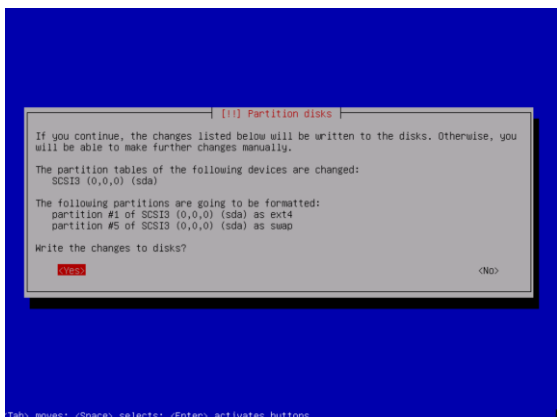 [!!] Partition disks
If you continue, the changes listed below will be written to the disks. Otherwise, you
will be able to make further changes manually.
The partition tables of the following devices are changed:
SCSI3 (0,0,0) (sda)
The following partitions are going to be formatted:
partition #1 of SCSI3 (0,0,0) (sda) as ext4
partition #5 of SCSI3 (0,0,0) (sda) as swap
Write the changes to disks?
<Yes> <No>
<Tab> moves; <Space> selects; <Enter> activates buttons